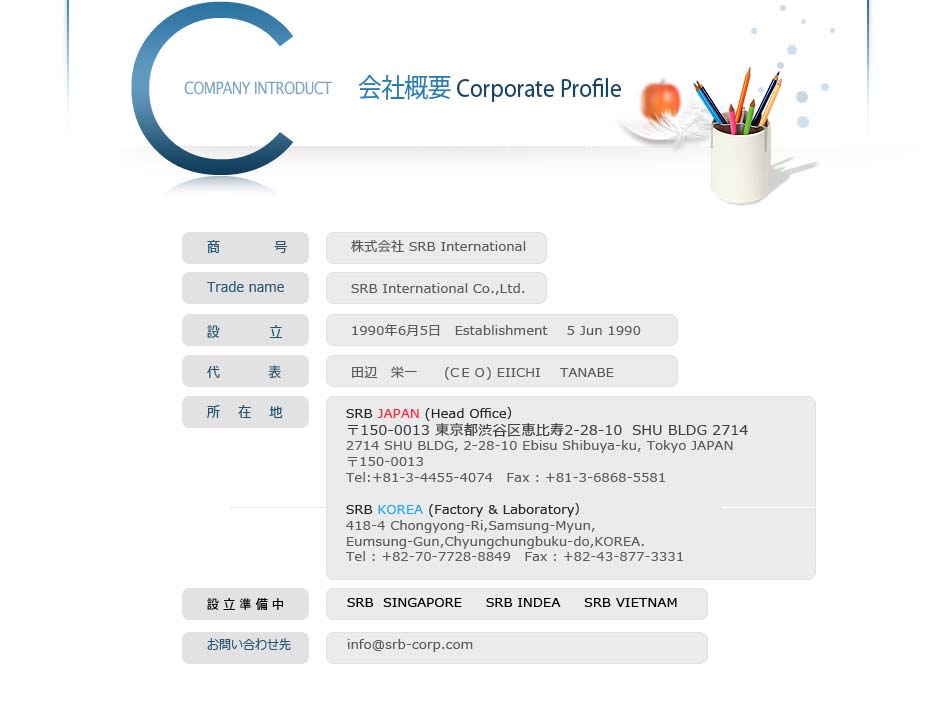 COMPANY INTRODUCT
会社概要 Corporate Profile
商 号
株式会社 SRB International
Trade name
SRB International Co.,Ltd.
設 立
1990年6月5日 Establishment 5 Jun 1990
代 表
田辺 栄一 (C E O) EIICHI TANABE
所 在 地
SRB JAPAN (Head Office)
〒150-0013 東京都渋谷区恵比寿2-28-10 SHU BLDG 2714
2714 SHU BLDG, 2-28-10 Ebisu Shibuya-ku, Tokyo JAPAN
〒150-0013
Tel:+81-3-4455-4074 Fax : +81-3-6868-5581
SRB KOREA (Factory & Laboratory)
418-4 Chongyong-Ri,Samsung-Myun,
Eumsung-Gun,Chyungchungbuku-do,KOREA.
Tel : +82-70-7728-8849 Fax : +82-43-877-3331
設 立 準 備 中
SRB SINGAPORE SRB INDEA SRB VIETNAM
お問い合わせ先
info@srb-corp.com